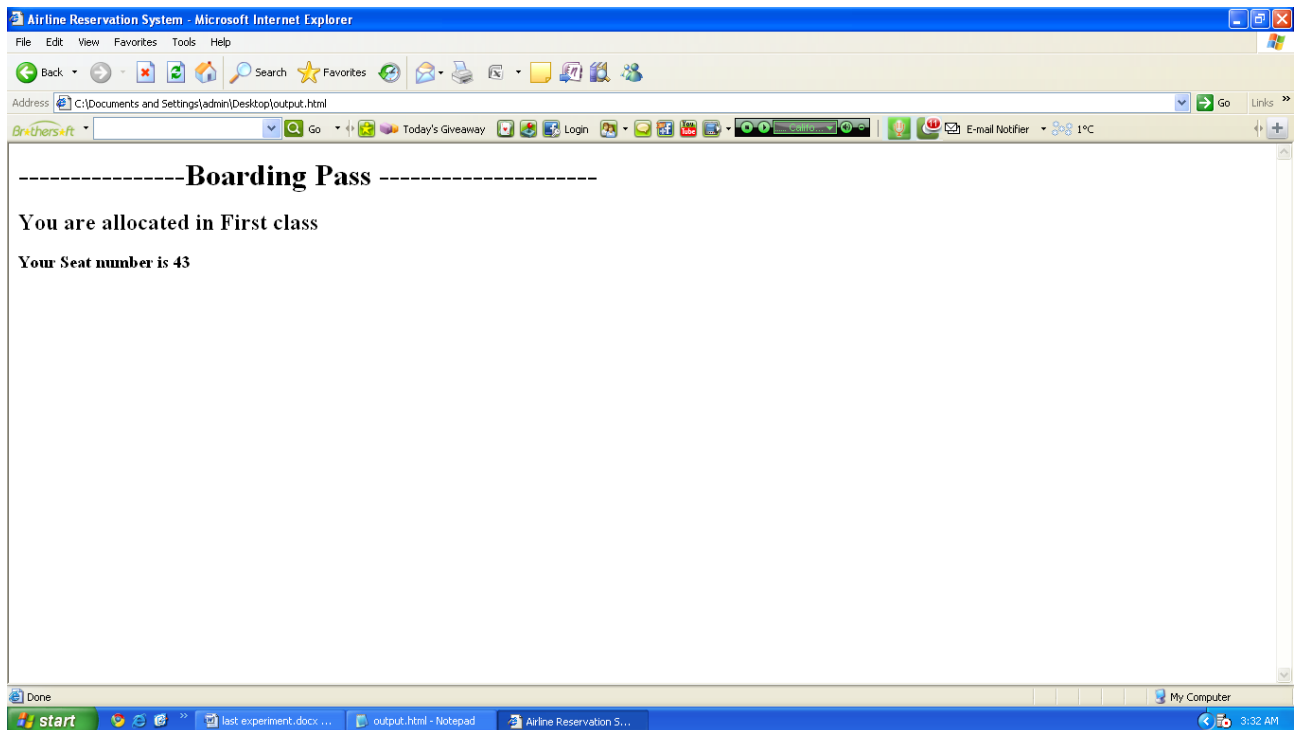 Airline Reservation System - Microsoft Internet Explorer
File Edit View Favorites Tools Help
Back Search Favorites
Address C:\Documents and Settings\admin\Desktop\output.html Go Links »
Brothersoft Go Today's Giveaway Login You Tube E-mail Notifier 1°C
----------------Boarding Pass ---------------------
You are allocated in First class
Your Seat number is 43
Done My Computer
start » last experiment.docx ... output.html - Notepad Airline Reservation S... 3:32 AM